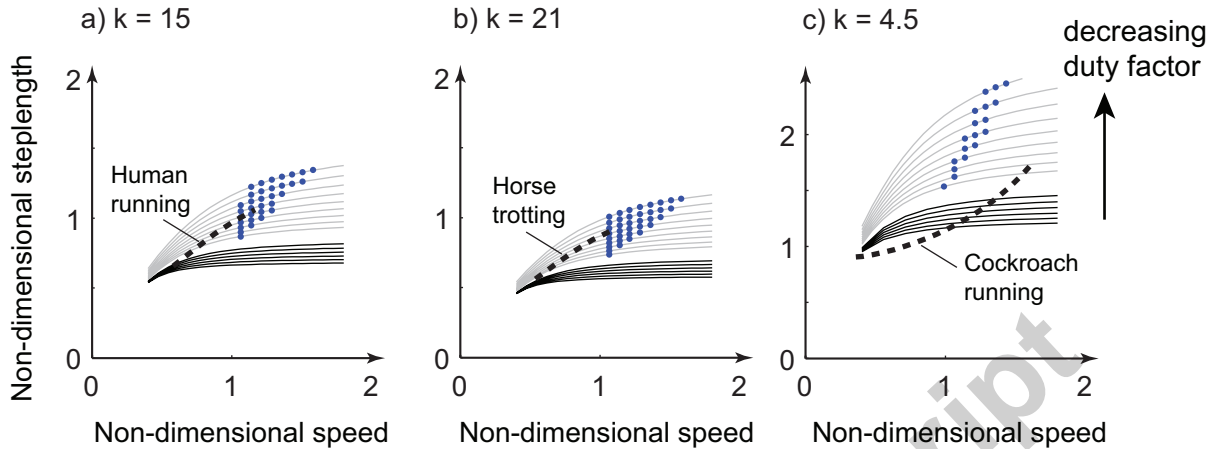 a) k = 15
b) k = 21
c) k = 4.5
decreasing
duty factor
Non-dimensional steplength
2
1
0
Human
running
0
1
2
Non-dimensional speed
2
1
0
Horse
trotting
0
1
2
Non-dimensional speed
2
1
0
Cockroach
running
0
1
2
Non-dimensional speed
ript